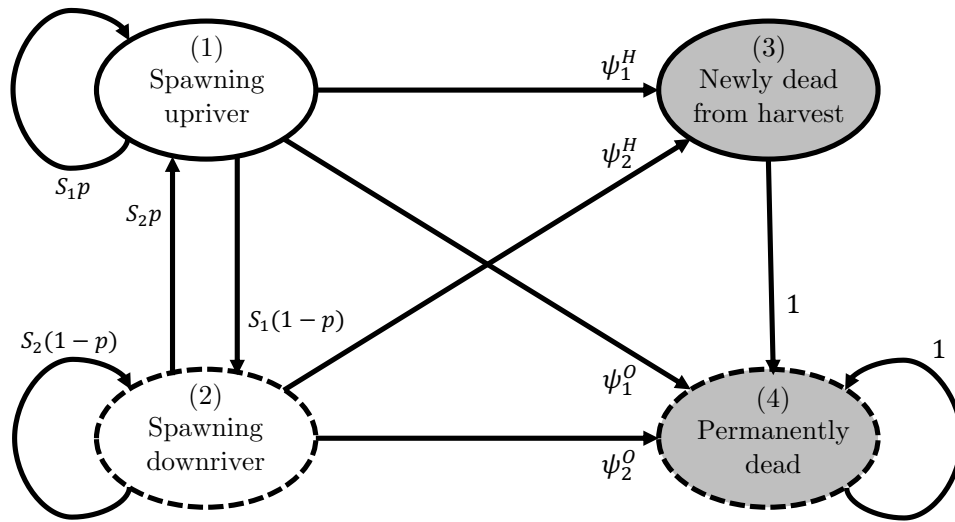 (1)
Spawning
upriver
(3)
Newly dead
from harvest
ψ₁ᴴ
ψ₂ᴴ
S₁p
S₂p
S₁(1−p)
1
S₂(1−p)
1
(2)
Spawning
downriver
(4)
Permanently
dead
ψ₁ᴼ
ψ₂ᴼ